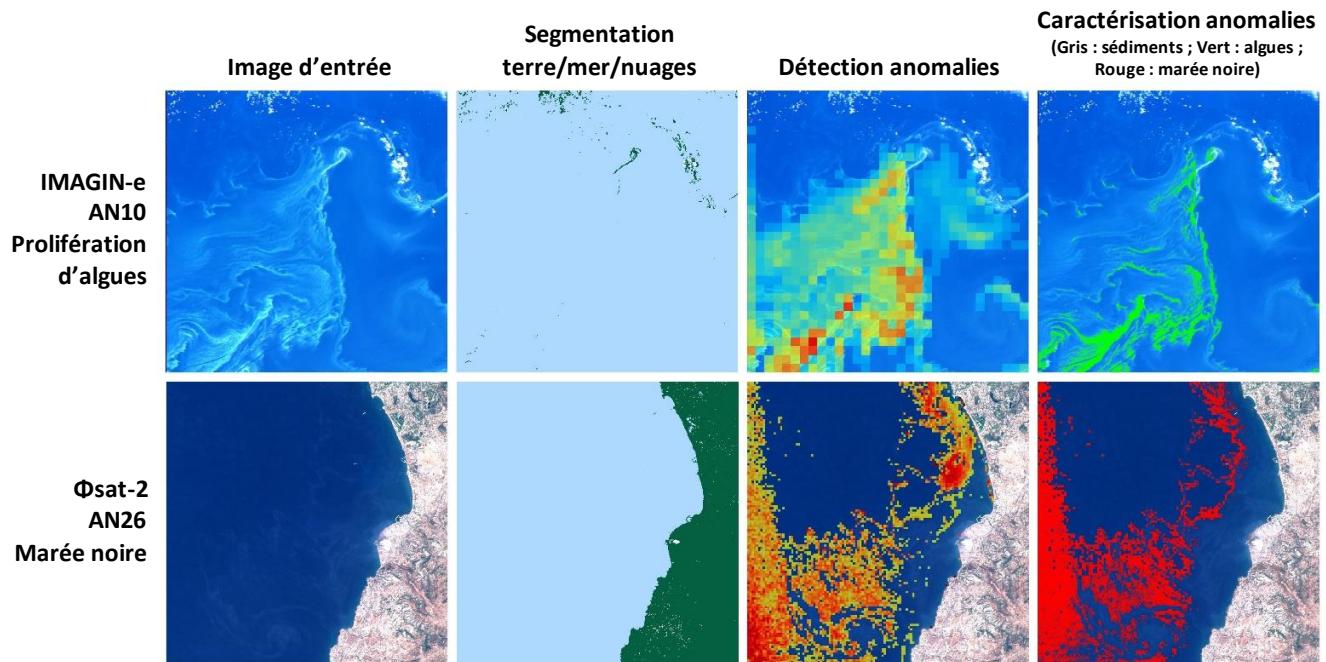 Image d’entrée
Segmentation
terre/mer/nuages
Détection anomalies
Caractérisation anomalies
(Gris : sédiments ; Vert : algues ;
Rouge : marée noire)
IMAGIN-e
AN10
Prolifération
d’algues
Φsat-2
AN26
Marée noire